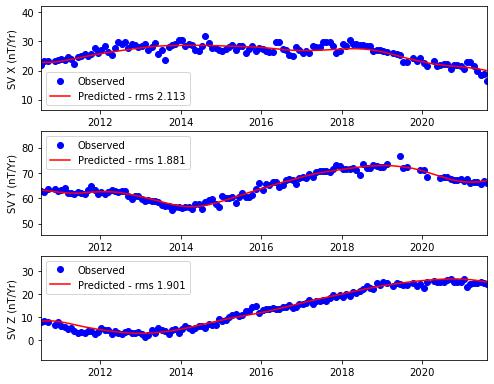 SV X (nT/Yr)
40
30
20
10
Observed
Predicted - rms 2.113
2012 2014 2016 2018 2020
SV Y (nT/Yr)
80
70
60
50
Observed
Predicted - rms 1.881
2012 2014 2016 2018 2020
SV Z (nT/Yr)
30
20
10
0
Observed
Predicted - rms 1.901
2012 2014 2016 2018 2020